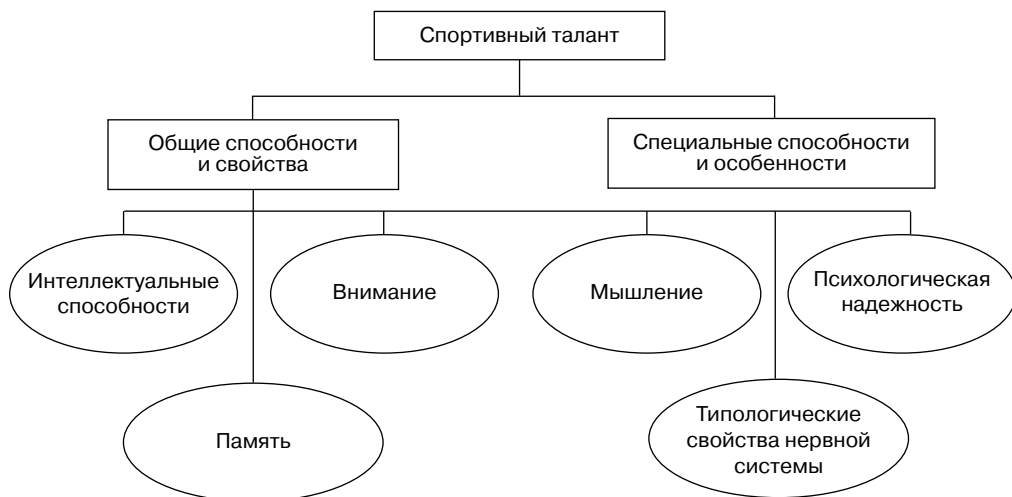 Спортивный талант
Общие способности
и свойства
Специальные способности
и особенности
Интеллектуальные
способности
Внимание
Мышление
Психологическая
надежность
Память
Типологические
свойства нервной
системы